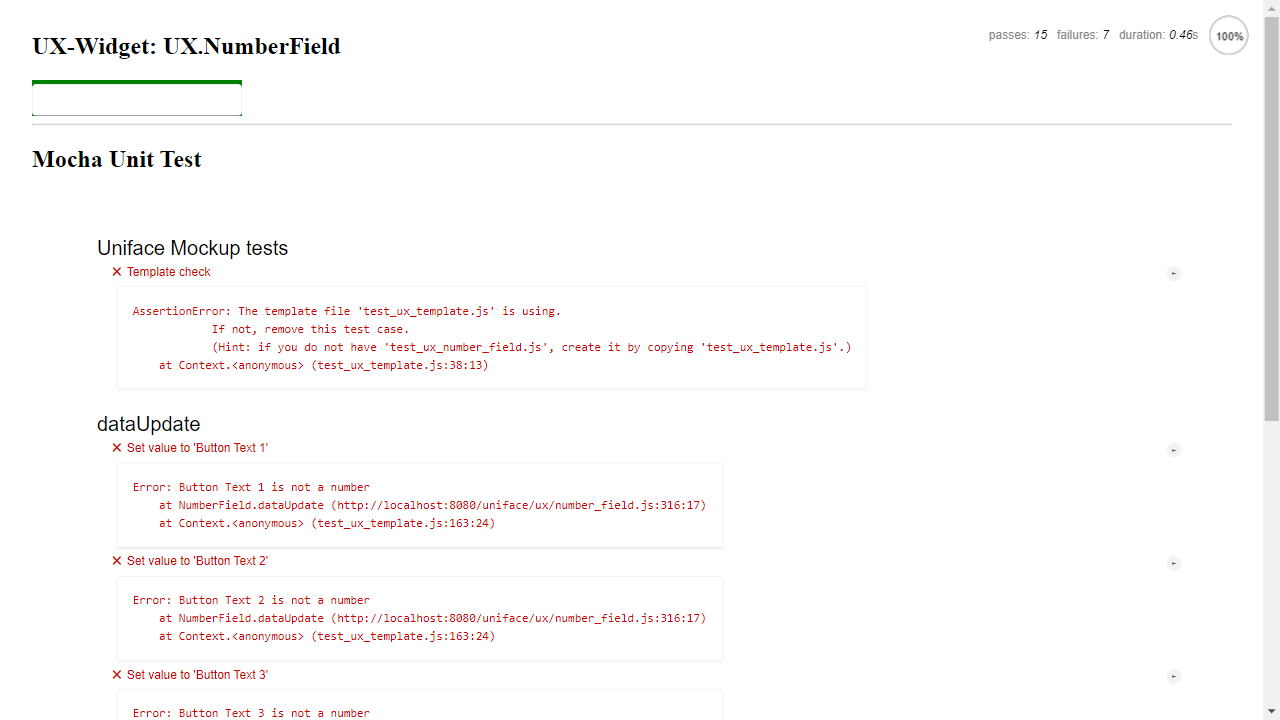 UX-Widget: UX.NumberField
passes: 15 failures: 7 duration: 0.46s 100%
Mocha Unit Test
Uniface Mockup tests
✕ Template check
AssertionError: The template file 'test_ux_template.js' is using.
If not, remove this test case.
(Hint: if you do not have 'test_ux_number_field.js', create it by copying 'test_ux_template.js'.)
at Context.<anonymous> (test_ux_template.js:38:13)
dataUpdate
✕ Set value to 'Button Text 1'
Error: Button Text 1 is not a number
at NumberField.dataUpdate (http://localhost:8080/uniface/ux/number_field.js:316:17)
at Context.<anonymous> (test_ux_template.js:163:24)
✕ Set value to 'Button Text 2'
Error: Button Text 2 is not a number
at NumberField.dataUpdate (http://localhost:8080/uniface/ux/number_field.js:316:17)
at Context.<anonymous> (test_ux_template.js:163:24)
✕ Set value to 'Button Text 3'
Error: Button Text 3 is not a number